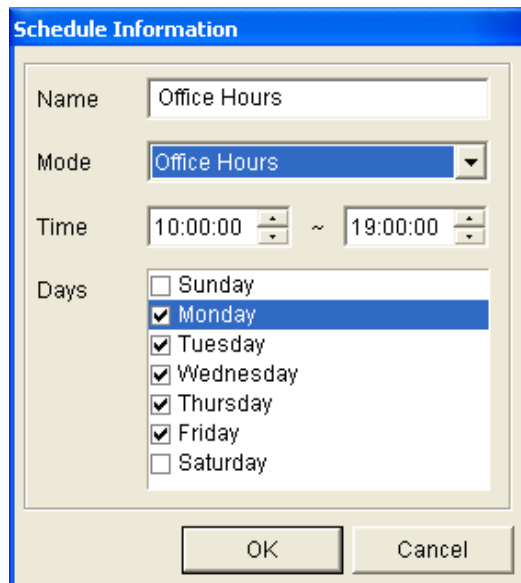 Schedule Information
Name Office Hours
Mode Office Hours
Time 10:00:00 ~ 19:00:00
Days Sunday
Monday
Tuesday
Wednesday
Thursday
Friday
Saturday
OK Cancel